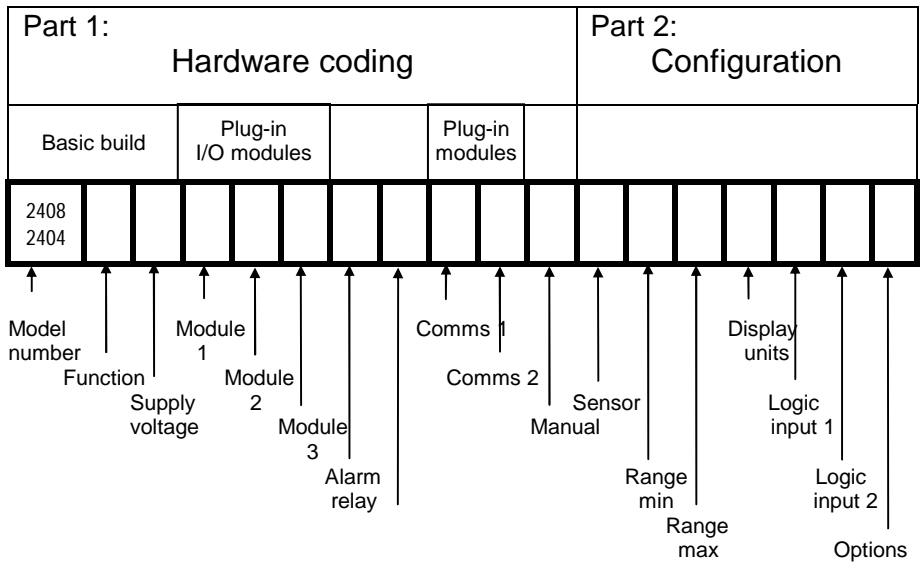 Part 1:
Hardware coding
Part 2:
Configuration
Basic build
Plug-in
I/O modules
Plug-in
modules
2408
2404
Model
number
Function
Supply
voltage
Module
1
Module
2
Module
3
Alarm
relay
Comms 1
Comms 2
Manual
Sensor
Range
min
Range
max
Display
units
Logic
input 1
Logic
input 2
Options